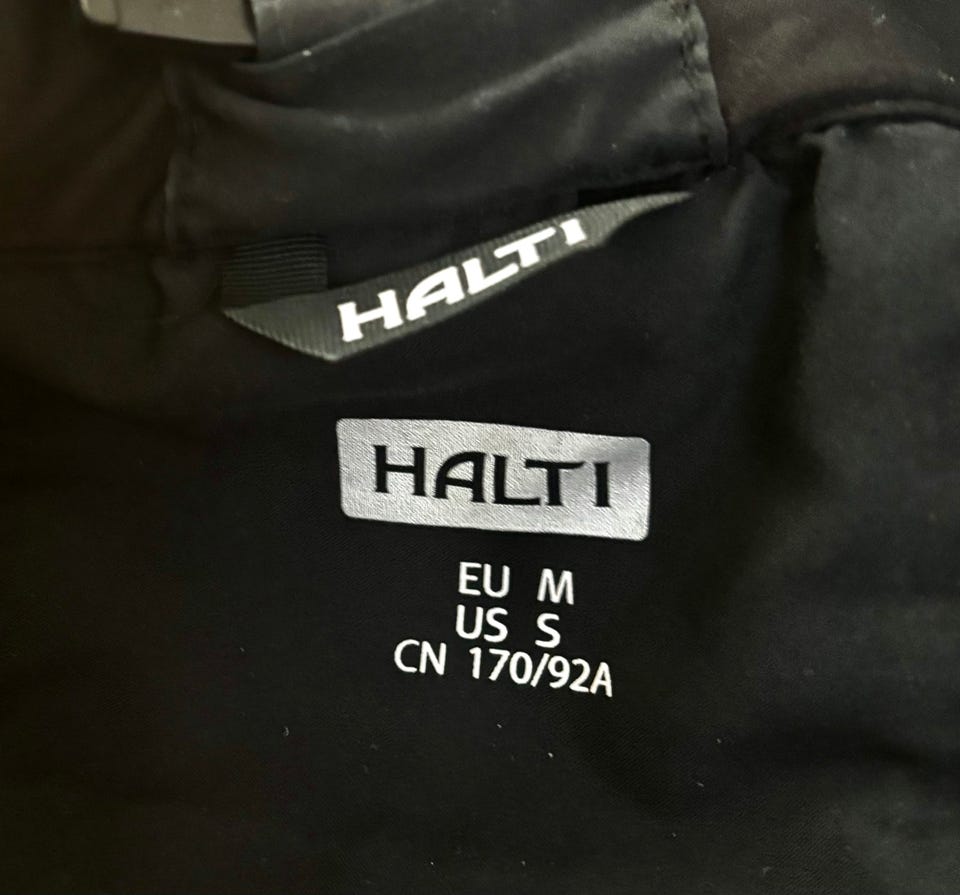 HALTI
HALTI
EU M
US S
CN 170/92A